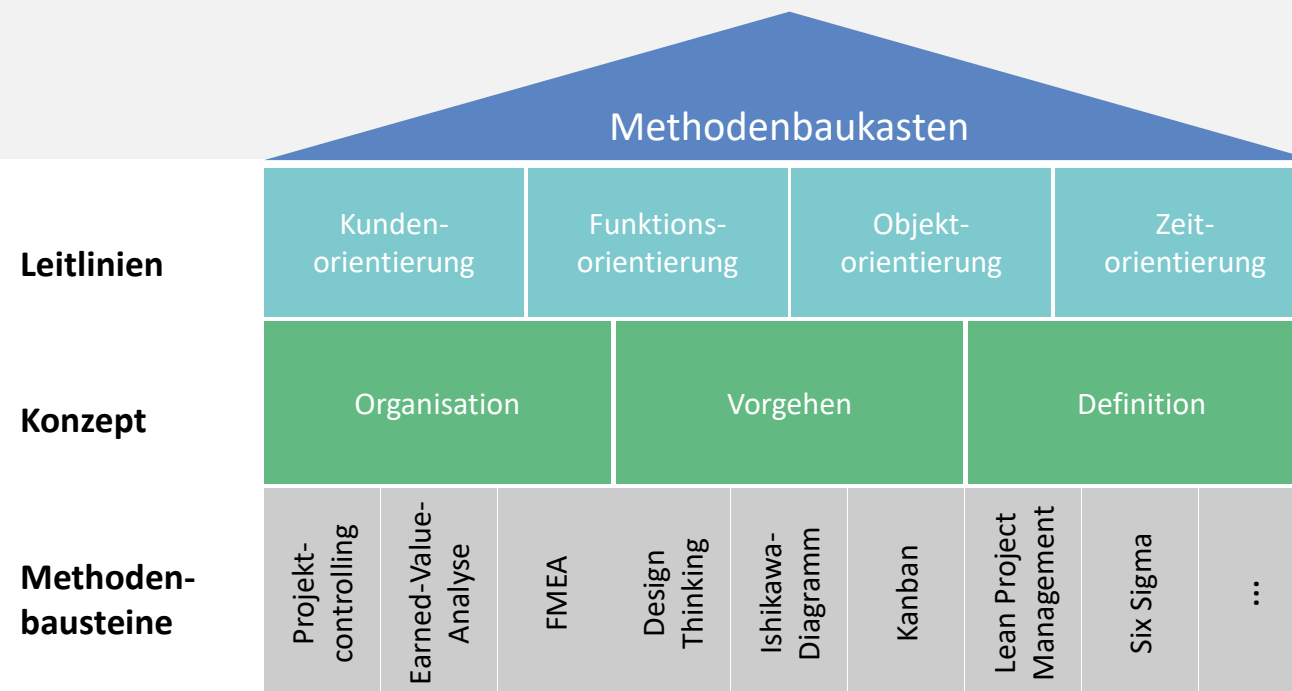 Methodenbaukasten
Leitlinien
Kunden-
orientierung
Funktions-
orientierung
Objekt-
orientierung
Zeit-
orientierung
Konzept
Organisation
Vorgehen
Definition
Methoden-
bausteine
Projekt-
controlling
Earned-Value-
Analyse
FMEA
Design
Thinking
Ishikawa-
Diagramm
Kanban
Lean Project
Management
Six Sigma
...